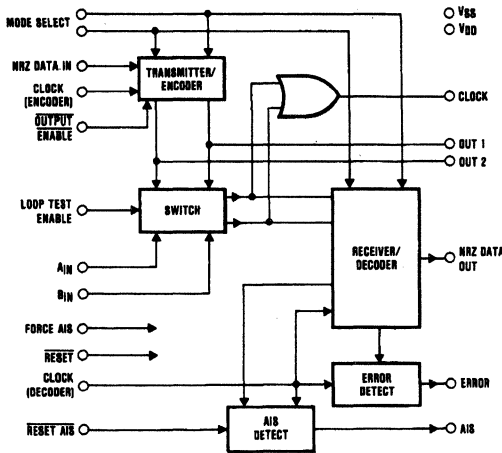 MODE SELECT
VSS
VDD
NRZ DATA IN
TRANSMITTER/
ENCODER
CLOCK
(ENCODER)
CLOCK
OUTPUT
ENABLE
OUT 1
OUT 2
LOOP TEST
ENABLE
SWITCH
RECEIVER/
DECODER
NRZ DATA
OUT
AIN
BIN
FORCE AIS
RESET
CLOCK
(DECODER)
ERROR
DETECT
ERROR
RESET AIS
AIS
DETECT
AIS